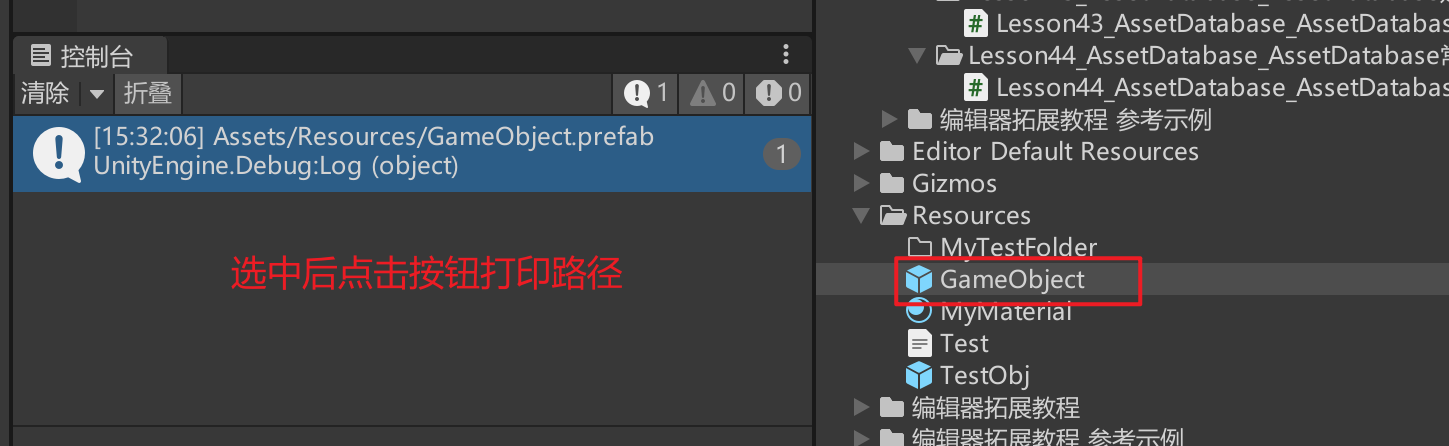 控制台
清除
折叠
1
0
0
[15:32:06] Assets/Resources/GameObject.prefab
UnityEngine.Debug:Log (object)
1
选中后点击按钮打印路径
# Lesson43_AssetDatabase_AssetDatabas
Lesson44_AssetDatabase_AssetDatabase常
# Lesson44_AssetDatabase_AssetDatabas
编辑器拓展教程 参考示例
Editor Default Resources
Gizmos
Resources
MyTestFolder
GameObject
MyMaterial
Test
TestObj
编辑器拓展教程
编辑器拓展教程 参考示例